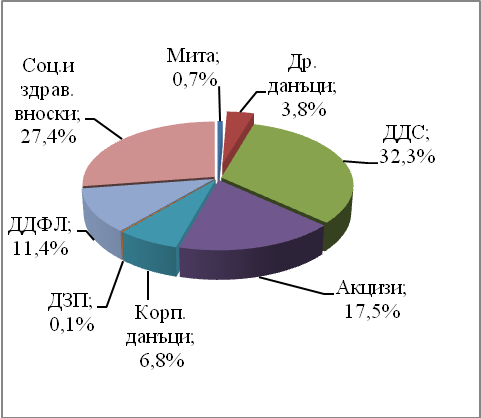 Мита;
0,7%
Др.
данъци;
3,8%
ДДС;
32,3%
Акцизи;
17,5%
Корп.
данъци;
6,8%
ДЗП;
0,1%
ДДФЛ;
11,4%
Соц.и
здрав.
вноски;
27,4%